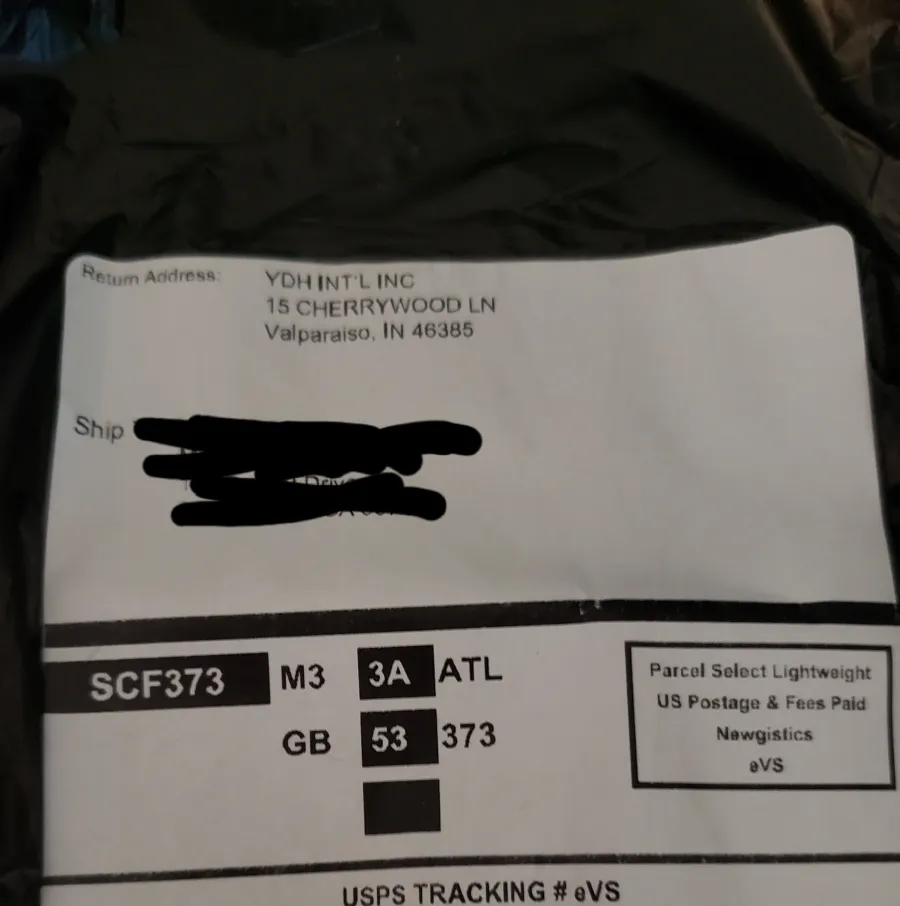 Return Address:
YDH INT'L INC
15 CHERRYWOOD LN
Valparaiso, IN 46385
Ship
SCF373 M3 3A ATL
GB 53 373
Parcel Select Lightweight
US Postage & Fees Paid
Newgistics
eVS
USPS TRACKING # eVS